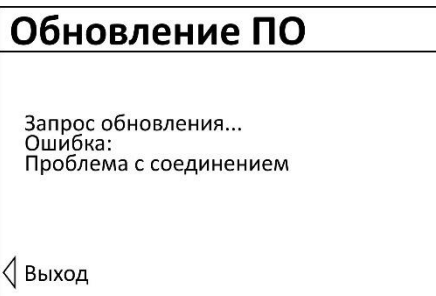 Обновление ПО
Запрос обновления...
Ошибка:
Проблема с соединением
Выход